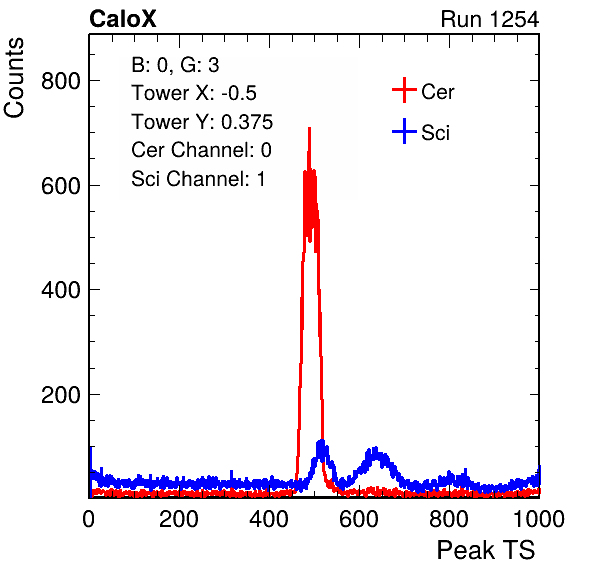 CaloX Run 1254
Counts
B: 0, G: 3
Tower X: -0.5
Tower Y: 0.375
Cer Channel: 0
Sci Channel: 1
Cer
Sci
800
600
400
200
0 200 400 600 800 1000
Peak TS